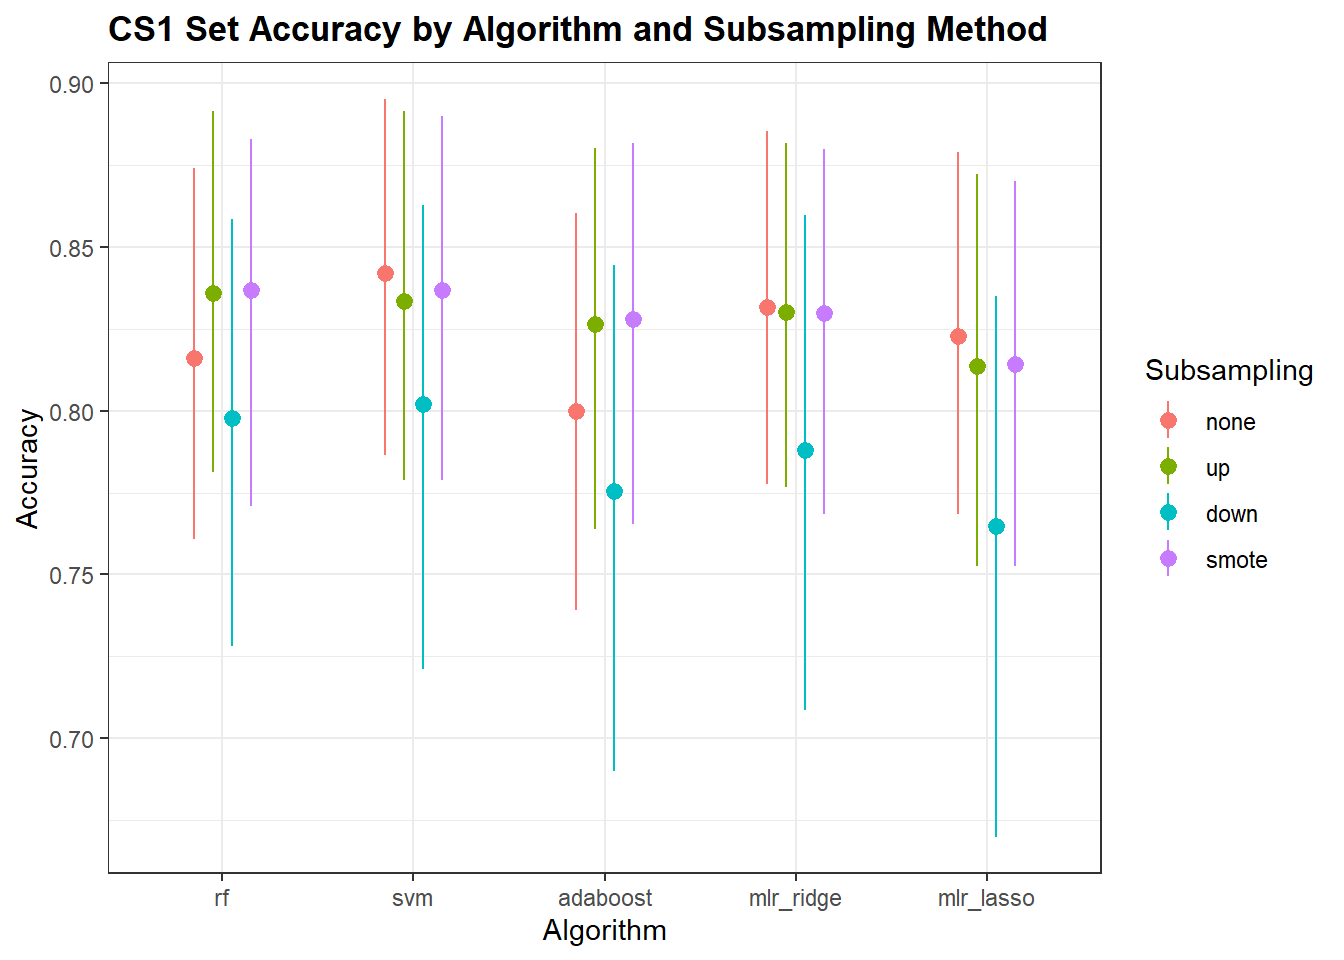 CS1 Set Accuracy by Algorithm and Subsampling Method
0.90
0.85
0.80
0.75
0.70
Accuracy
rf
svm
adaboost
mlr_ridge
mlr_lasso
Algorithm
Subsampling
none
up
down
smote